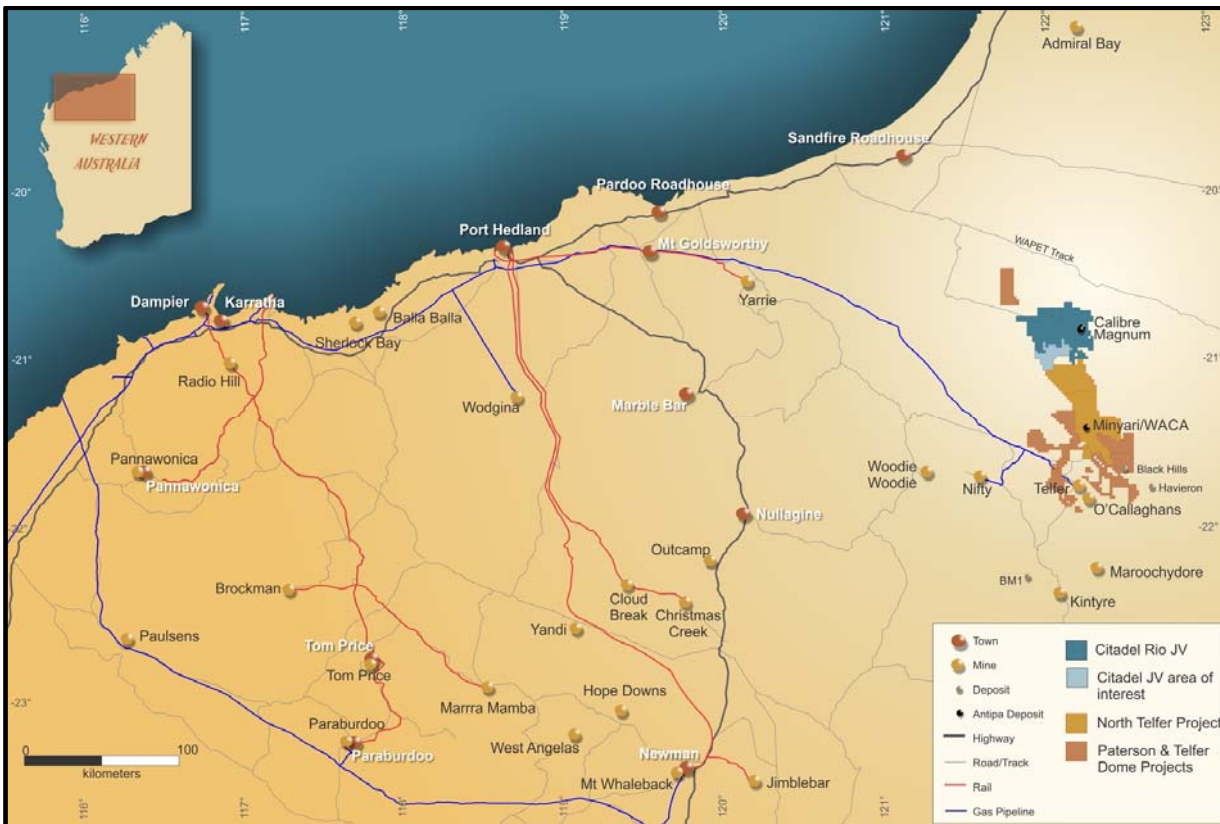 116°
117°
118°
119°
120°
121°
122°
123°
Admiral Bay
WESTERN
AUSTRALIA
Sandfire Roadhouse
-20°
Pardoo Roadhouse
-20°
Port Hedland
Mt Goldsworthy
WAPET Track
Yarrie
Dampier
Karratha
Balla Balla
Sherlock Bay
Calibre
Magnum
-21°
Radio Hill
-21°
Wodgina
Marble Bar
Minyari/WACA
Pannawonica
Pannawonica
Woodie
Woodie
Nifty
Telfer
Black Hills
Havieron
O'Callaghans
-22°
Nullagine
-22°
Outcamp
Maroochydore
BM1
Kintyre
Brockman
Cloud
Break
Christmas
Creek
Paulsens
Yandi
Tom Price
Tom Price
Marrra Mamba
-23°
Hope Downs
Paraburdoo
Paraburdoo
West Angelas
Newman
Mt Whaleback
Jimblebar
0
100
kilometers
116°
117°
118°
119°
120°
121°
Town
Mine
Deposit
Antipa Deposit
Highway
Road/Track
Rail
Gas Pipeline
Citadel Rio JV
Citadel JV area of
interest
North Telfer Project
Paterson & Telfer
Dome Projects